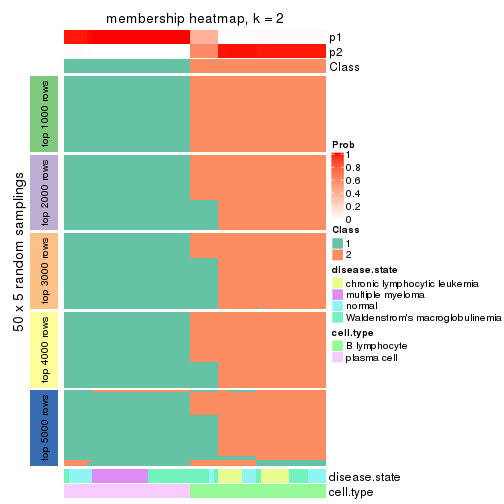 membership heatmap, k = 2
p1
p2
Class
50 x 5 random samplings
top 1000 rows
top 2000 rows
top 3000 rows
top 4000 rows
top 5000 rows
Prob
1
0.8
0.6
0.4
0.2
0
Class
1
2
disease.state
chronic lymphocytic leukemia
multiple myeloma
normal
Waldenstrom's macroglobulinemia
cell.type
B lymphocyte
plasma cell
disease.state
cell.type